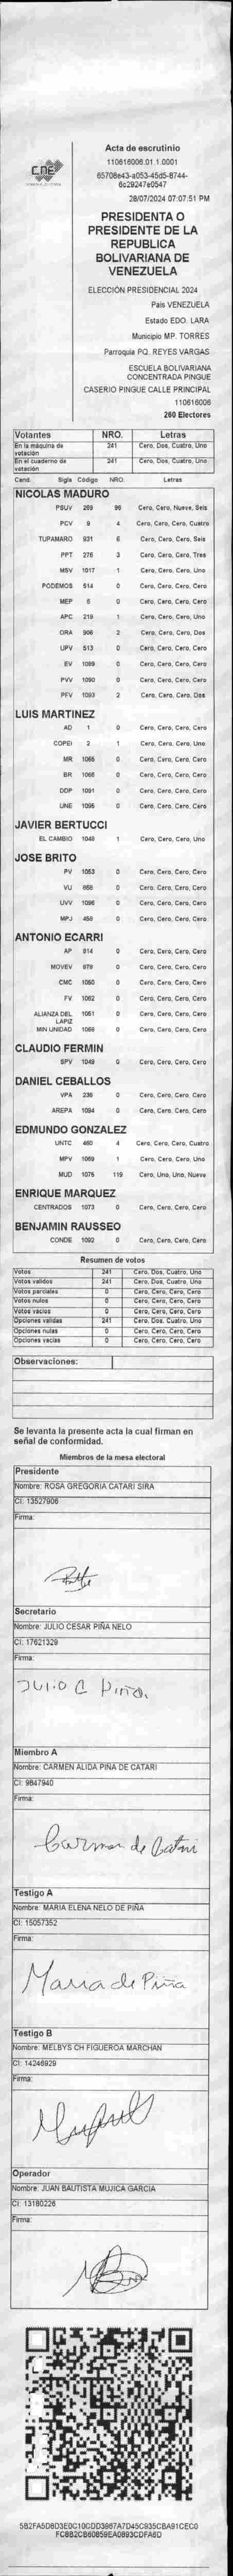 CNE
Acta de escrutinio
110616006.01.1.0001
65708e43-a053-45d5-8744-
6c29247e0547
28/07/2024 07:07:51 PM
PRESIDENTA O
PRESIDENTE DE LA
REPUBLICA
BOLIVARIANA DE
VENEZUELA
ELECCIÓN PRESIDENCIAL 2024
Pais VENEZUELA
Estado EDO. LARA
Municipio MP. TORRES
Parroquia PQ. REYES VARGAS
ESCUELA BOLIVARIANA
CONCENTRADA PINGUE
CASERIO PINGUE CALLE PRINCIPAL
110616006
260 Electores
Votantes NRO. Letras
En la máquina de votación 241 Cero, Dos, Cuatro, Uno
En el cuaderno de votación 241 Cero, Dos, Cuatro, Uno
Cand. Sigla Código NRO. Letras
NICOLAS MADURO
PSUV 269 96 Cero, Cero, Nueve, Seis
PCV 9 4 Cero, Cero, Cero, Cuatro
TUPAMARO 931 6 Cero, Cero, Cero, Seis
PPT 276 3 Cero, Cero, Cero, Tres
MSV 1017 1 Cero, Cero, Cero, Uno
PODEMOS 514 0 Cero, Cero, Cero, Cero
MEP 6 0 Cero, Cero, Cero, Cero
APC 219 1 Cero, Cero, Cero, Uno
ORA 906 2 Cero, Cero, Cero, Dos
UPV 513 0 Cero, Cero, Cero, Cero
EV 1089 0 Cero, Cero, Cero, Cero
PVV 1090 0 Cero, Cero, Cero, Cero
PFV 1093 2 Cero, Cero, Cero, Dos
LUIS MARTINEZ
AD 1 0 Cero, Cero, Cero, Cero
COPEI 2 1 Cero, Cero, Cero, Uno
MR 1065 0 Cero, Cero, Cero, Cero
BR 1066 0 Cero, Cero, Cero, Cero
DDP 1091 0 Cero, Cero, Cero, Cero
UNE 1095 0 Cero, Cero, Cero, Cero
JAVIER BERTUCCI
EL CAMBIO 1048 1 Cero, Cero, Cero, Uno
JOSE BRITO
PV 1053 0 Cero, Cero, Cero, Cero
VU 868 0 Cero, Cero, Cero, Cero
UVV 1096 0 Cero, Cero, Cero, Cero
MPJ 458 0 Cero, Cero, Cero, Cero
ANTONIO ECARRI
AP 814 0 Cero, Cero, Cero, Cero
MOVEV 978 0 Cero, Cero, Cero, Cero
CMC 1050 0 Cero, Cero, Cero, Cero
FV 1062 0 Cero, Cero, Cero, Cero
ALIANZA DEL LAPIZ 1061 0 Cero, Cero, Cero, Cero
MIN UNIDAD 1069 0 Cero, Cero, Cero, Cero
CLAUDIO FERMIN
SPV 1049 0 Cero, Cero, Cero, Cero
DANIEL CEBALLOS
VPA 230 0 Cero, Cero, Cero, Cero
AREPA 1094 0 Cero, Cero, Cero, Cero
EDMUNDO GONZALEZ
UNTC 460 4 Cero, Cero, Cero, Cuatro
MPV 1069 1 Cero, Cero, Cero, Uno
MUD 1075 119 Cero, Uno, Uno, Nueve
ENRIQUE MARQUEZ
CENTRADOS 1073 0 Cero, Cero, Cero, Cero
BENJAMIN RAUSSEO
CONDE 1092 0 Cero, Cero, Cero, Cero
Resumen de votos
Votos 241 Cero, Dos, Cuatro, Uno
Votos validos 241 Cero, Dos, Cuatro, Uno
Votos parciales 0 Cero, Cero, Cero, Cero
Votos nulos 0 Cero, Cero, Cero, Cero
Votos vacios 0 Cero, Cero, Cero, Cero
Opciones validas 241 Cero, Dos, Cuatro, Uno
Opciones nulas 0 Cero, Cero, Cero, Cero
Opciones vacias 0 Cero, Cero, Cero, Cero
Observaciones:
Se levanta la presente acta la cual firman en
señal de conformidad.
Miembros de la mesa electoral
Presidente
Nombre: ROSA GREGORIA CATARI SIRA
CI: 13527906
Firma:
Secretario
Nombre: JULIO CESAR PIÑA NELO
CI: 17621329
Firma:
Julio C Piña.
Miembro A
Nombre: CARMEN ALIDA PIÑA DE CATARI
CI: 9847940
Firma:
Carmen de Catari
Testigo A
Nombre: MARIA ELENA NELO DE PIÑA
CI: 15057352
Firma:
Maria de Piña
Testigo B
Nombre: MELBYS CH FIGUEROA MARCHAN
CI: 14246929
Firma:
Operador
Nombre: JUAN BAUTISTA MUJICA GARCIA
CI: 13180226
Firma:
5B2FA5D8D3E0C10CDD3967A7D45C935CBA91CEC0
FC8B2CB60859EA0893CDFA6D